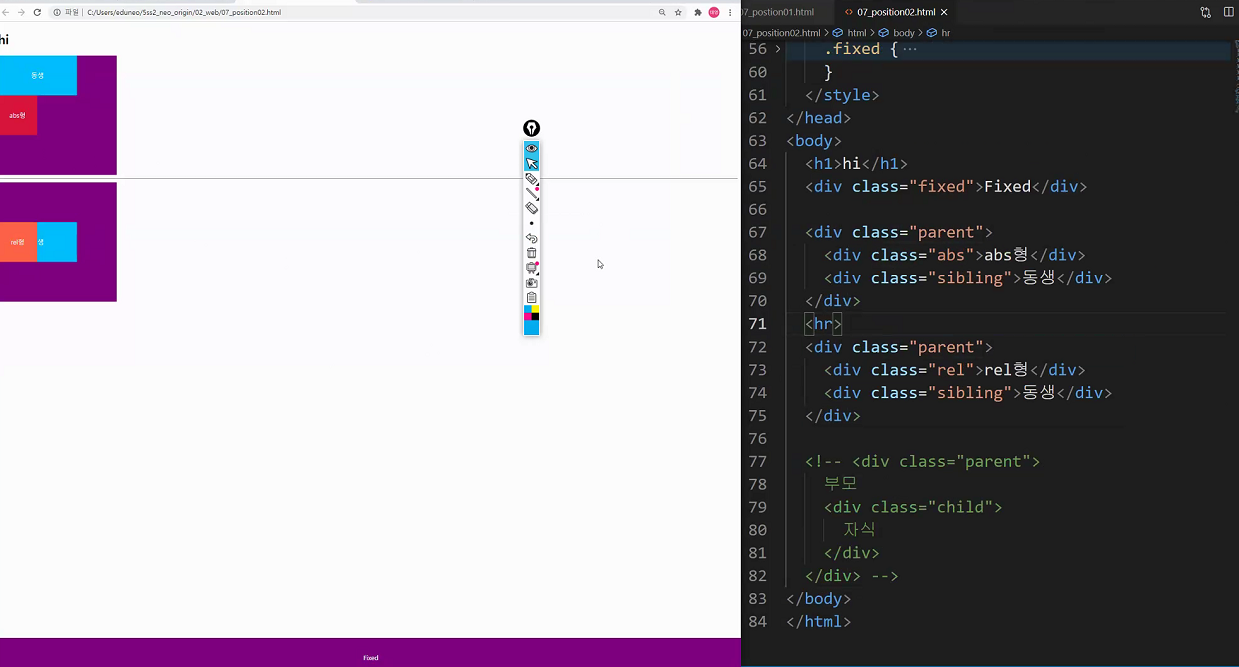 파일 | C:/Users/eduneo/5ss2_neo_origin/02_web/07_position02.html
hi
동생
abs형
rel형
생
Fixed
07_postion01.html
07_position02.html
07_position02.html > html > body > hr
56 .fixed { ...
60 }
61 </style>
62 </head>
63 <body>
64 <h1>hi</h1>
65 <div class="fixed">Fixed</div>
66
67 <div class="parent">
68 <div class="abs">abs형</div>
69 <div class="sibling">동생</div>
70 </div>
71 <hr>
72 <div class="parent">
73 <div class="rel">rel형</div>
74 <div class="sibling">동생</div>
75 </div>
76
77 <!-- <div class="parent">
78 부모
79 <div class="child">
80 자식
81 </div>
82 </div> -->
83 </body>
84 </html>